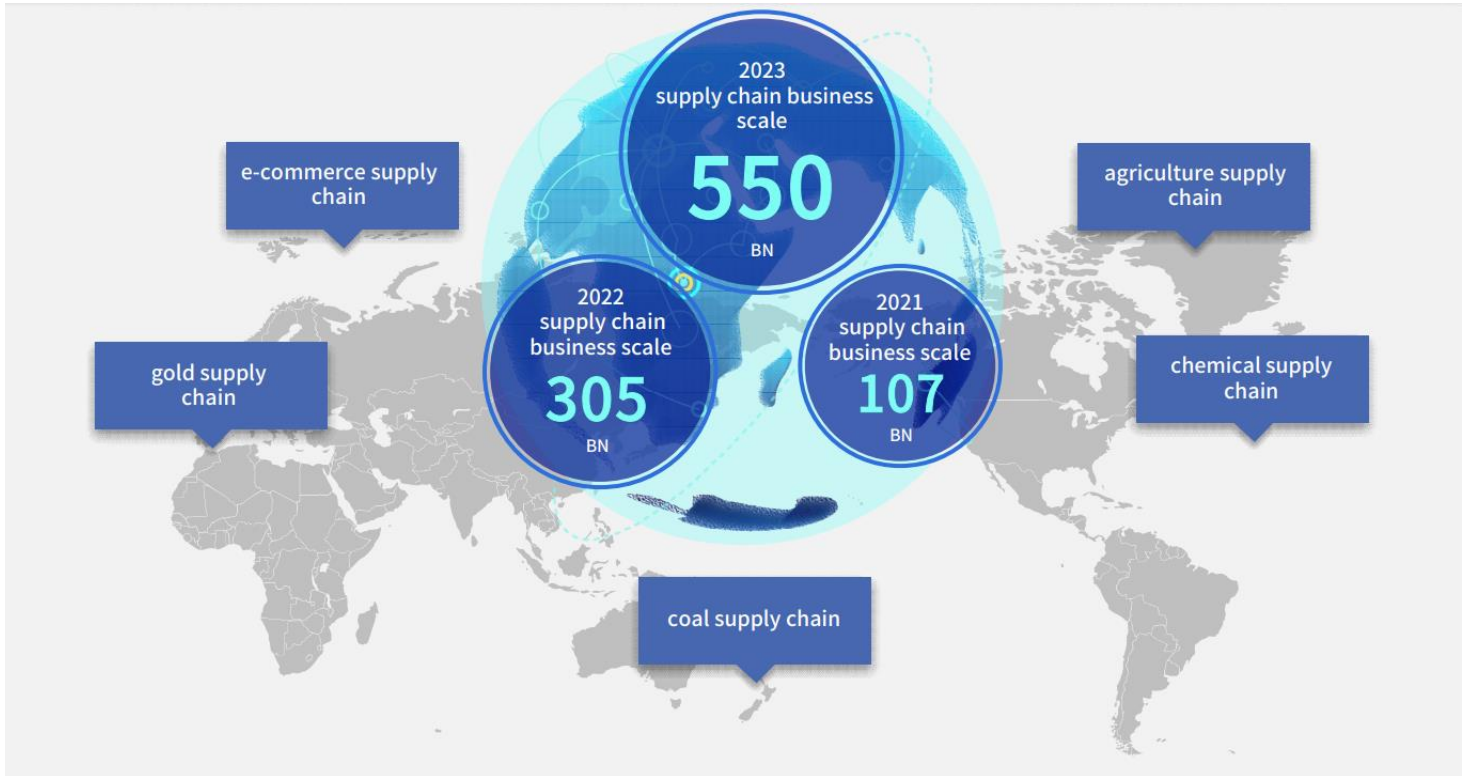 2023
supply chain business
scale
550
BN
e-commerce supply
chain
agriculture supply
chain
2022
supply chain
business scale
305
BN
2021
supply chain
business scale
107
BN
gold supply
chain
chemical supply
chain
coal supply chain